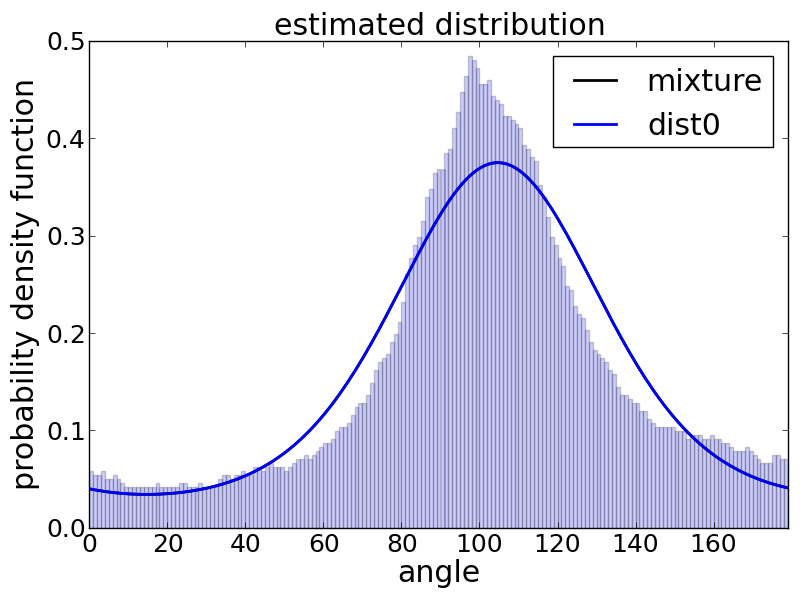 estimated distribution
mixture
dist0
probability density function
0.5
0.4
0.3
0.2
0.1
0.0
0 20 40 60 80 100 120 140 160
angle